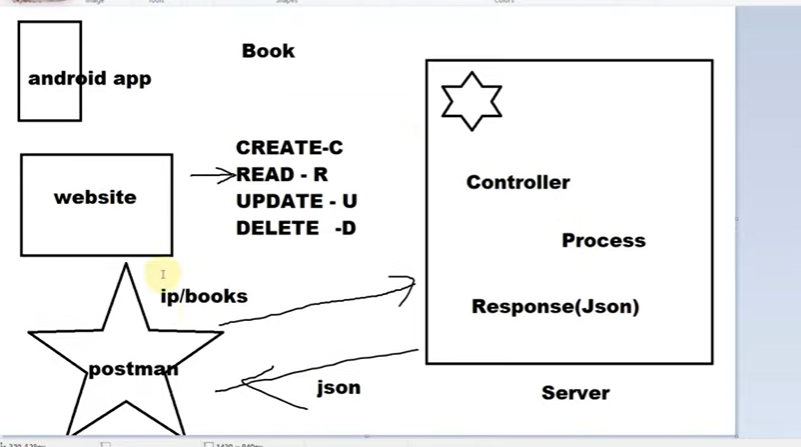 android app
Book
CREATE-C
READ - R
UPDATE - U
DELETE -D
website
Controller
Process
ip/books
Response(Json)
postman
json
Server